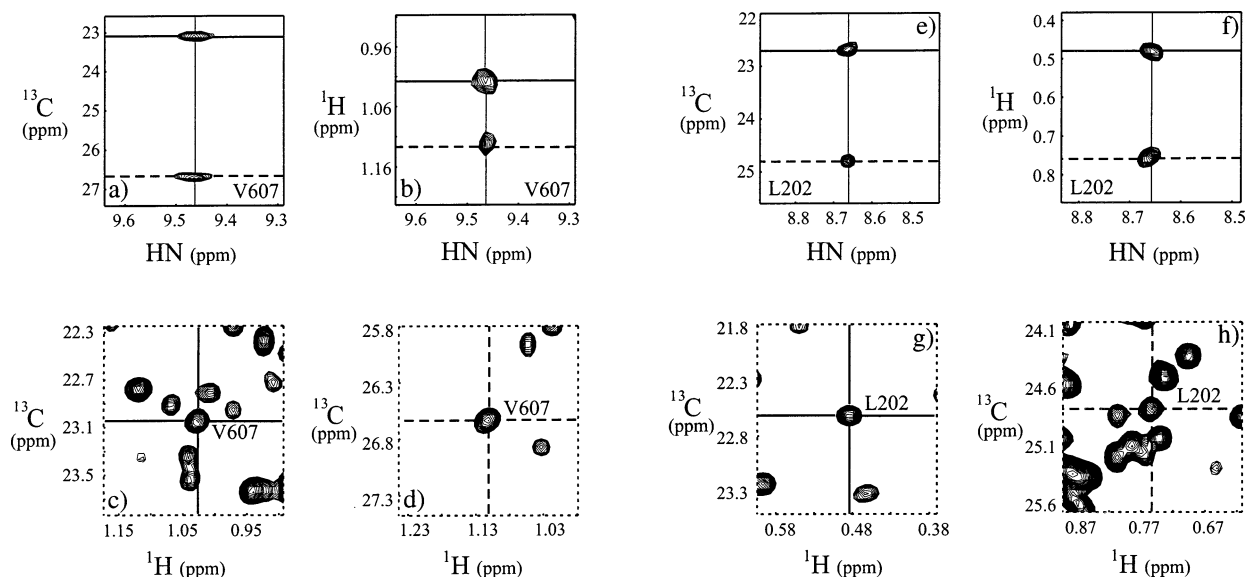 22
23
24
25
26
27
¹³C
(ppm)
a)
V607
9.6 9.5 9.4 9.3
HN (ppm)
0.96
1.06
1.16
¹H
(ppm)
b)
V607
9.6 9.5 9.4 9.3
HN (ppm)
22
23
24
25
¹³C
(ppm)
e)
L202
8.8 8.7 8.6 8.5
HN (ppm)
0.4
0.5
0.6
0.7
0.8
¹H
(ppm)
f)
L202
8.8 8.7 8.6 8.5
HN (ppm)
22.3
22.7
23.1
23.5
¹³C
(ppm)
V607
c)
1.15 1.05 0.95
¹H (ppm)
25.8
26.3
26.8
27.3
¹³C
(ppm)
V607
d)
1.23 1.13 1.03
¹H (ppm)
21.8
22.3
22.8
23.3
¹³C
(ppm)
g)
L202
0.58 0.48 0.38
¹H (ppm)
24.1
24.6
25.1
25.6
¹³C
(ppm)
h)
L202
0.87 0.77 0.67
¹H (ppm)